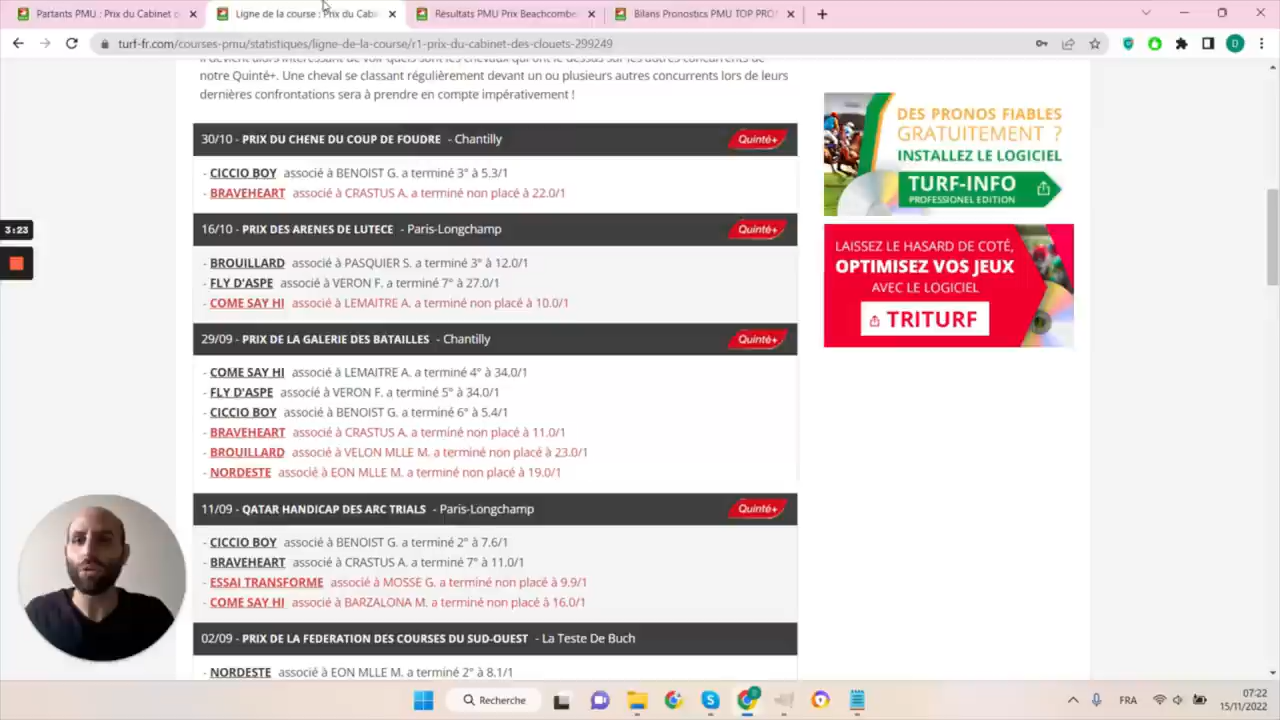 Partants PMU : Prix du Cabinet d
Ligne de la course : Prix du Cabi
Résultats PMU Prix Beachcombe
Bilans Pronostics PMU TOP PRO
turf-fr.com/courses-pmu/statistiques/ligne-de-la-course/r1-prix-du-cabinet-des-clouets-299249
D
notre Quinté+. Une cheval se classant régulièrement devant un ou plusieurs autres concurrents lors de leurs
dernières confrontations sera à prendre en compte impérativement !
30/10 - PRIX DU CHENE DU COUP DE FOUDRE - Chantilly
Quinté+
- CICCIO BOY associé à BENOIST G. a terminé 3° à 5.3/1
- BRAVEHEART associé à CRASTUS A. a terminé non placé à 22.0/1
16/10 - PRIX DES ARENES DE LUTECE - Paris-Longchamp
Quinté+
- BROUILLARD associé à PASQUIER S. a terminé 3° à 12.0/1
- FLY D'ASPE associé à VERON F. a terminé 7° à 27.0/1
- COME SAY HI associé à LEMAITRE A. a terminé non placé à 10.0/1
29/09 - PRIX DE LA GALERIE DES BATAILLES - Chantilly
Quinté+
- COME SAY HI associé à LEMAITRE A. a terminé 4° à 34.0/1
- FLY D'ASPE associé à VERON F. a terminé 5° à 34.0/1
- CICCIO BOY associé à BENOIST G. a terminé 6° à 5.4/1
- BRAVEHEART associé à CRASTUS A. a terminé non placé à 11.0/1
- BROUILLARD associé à VELON MLLE M. a terminé non placé à 23.0/1
- NORDESTE associé à EON MLLE M. a terminé non placé à 19.0/1
11/09 - QATAR HANDICAP DES ARC TRIALS - Paris-Longchamp
Quinté+
- CICCIO BOY associé à BENOIST G. a terminé 2° à 7.6/1
- BRAVEHEART associé à CRASTUS A. a terminé 7° à 11.0/1
- ESSAI TRANSFORME associé à MOSSE G. a terminé non placé à 9.9/1
- COME SAY HI associé à BARZALONA M. a terminé non placé à 16.0/1
02/09 - PRIX DE LA FEDERATION DES COURSES DU SUD-OUEST - La Teste De Buch
- NORDESTE associé à EON MLLE M. a terminé 2° à 8.1/1
DES PRONOS FIABLES
GRATUITEMENT ?
INSTALLEZ LE LOGICIEL
TURF-INFO
PROFESSIONEL EDITION
LAISSEZ LE HASARD DE COTÉ,
OPTIMISEZ VOS JEUX
AVEC LE LOGICIEL
TRITURF
3:23
Recherche
FRA
07:22
15/11/2022